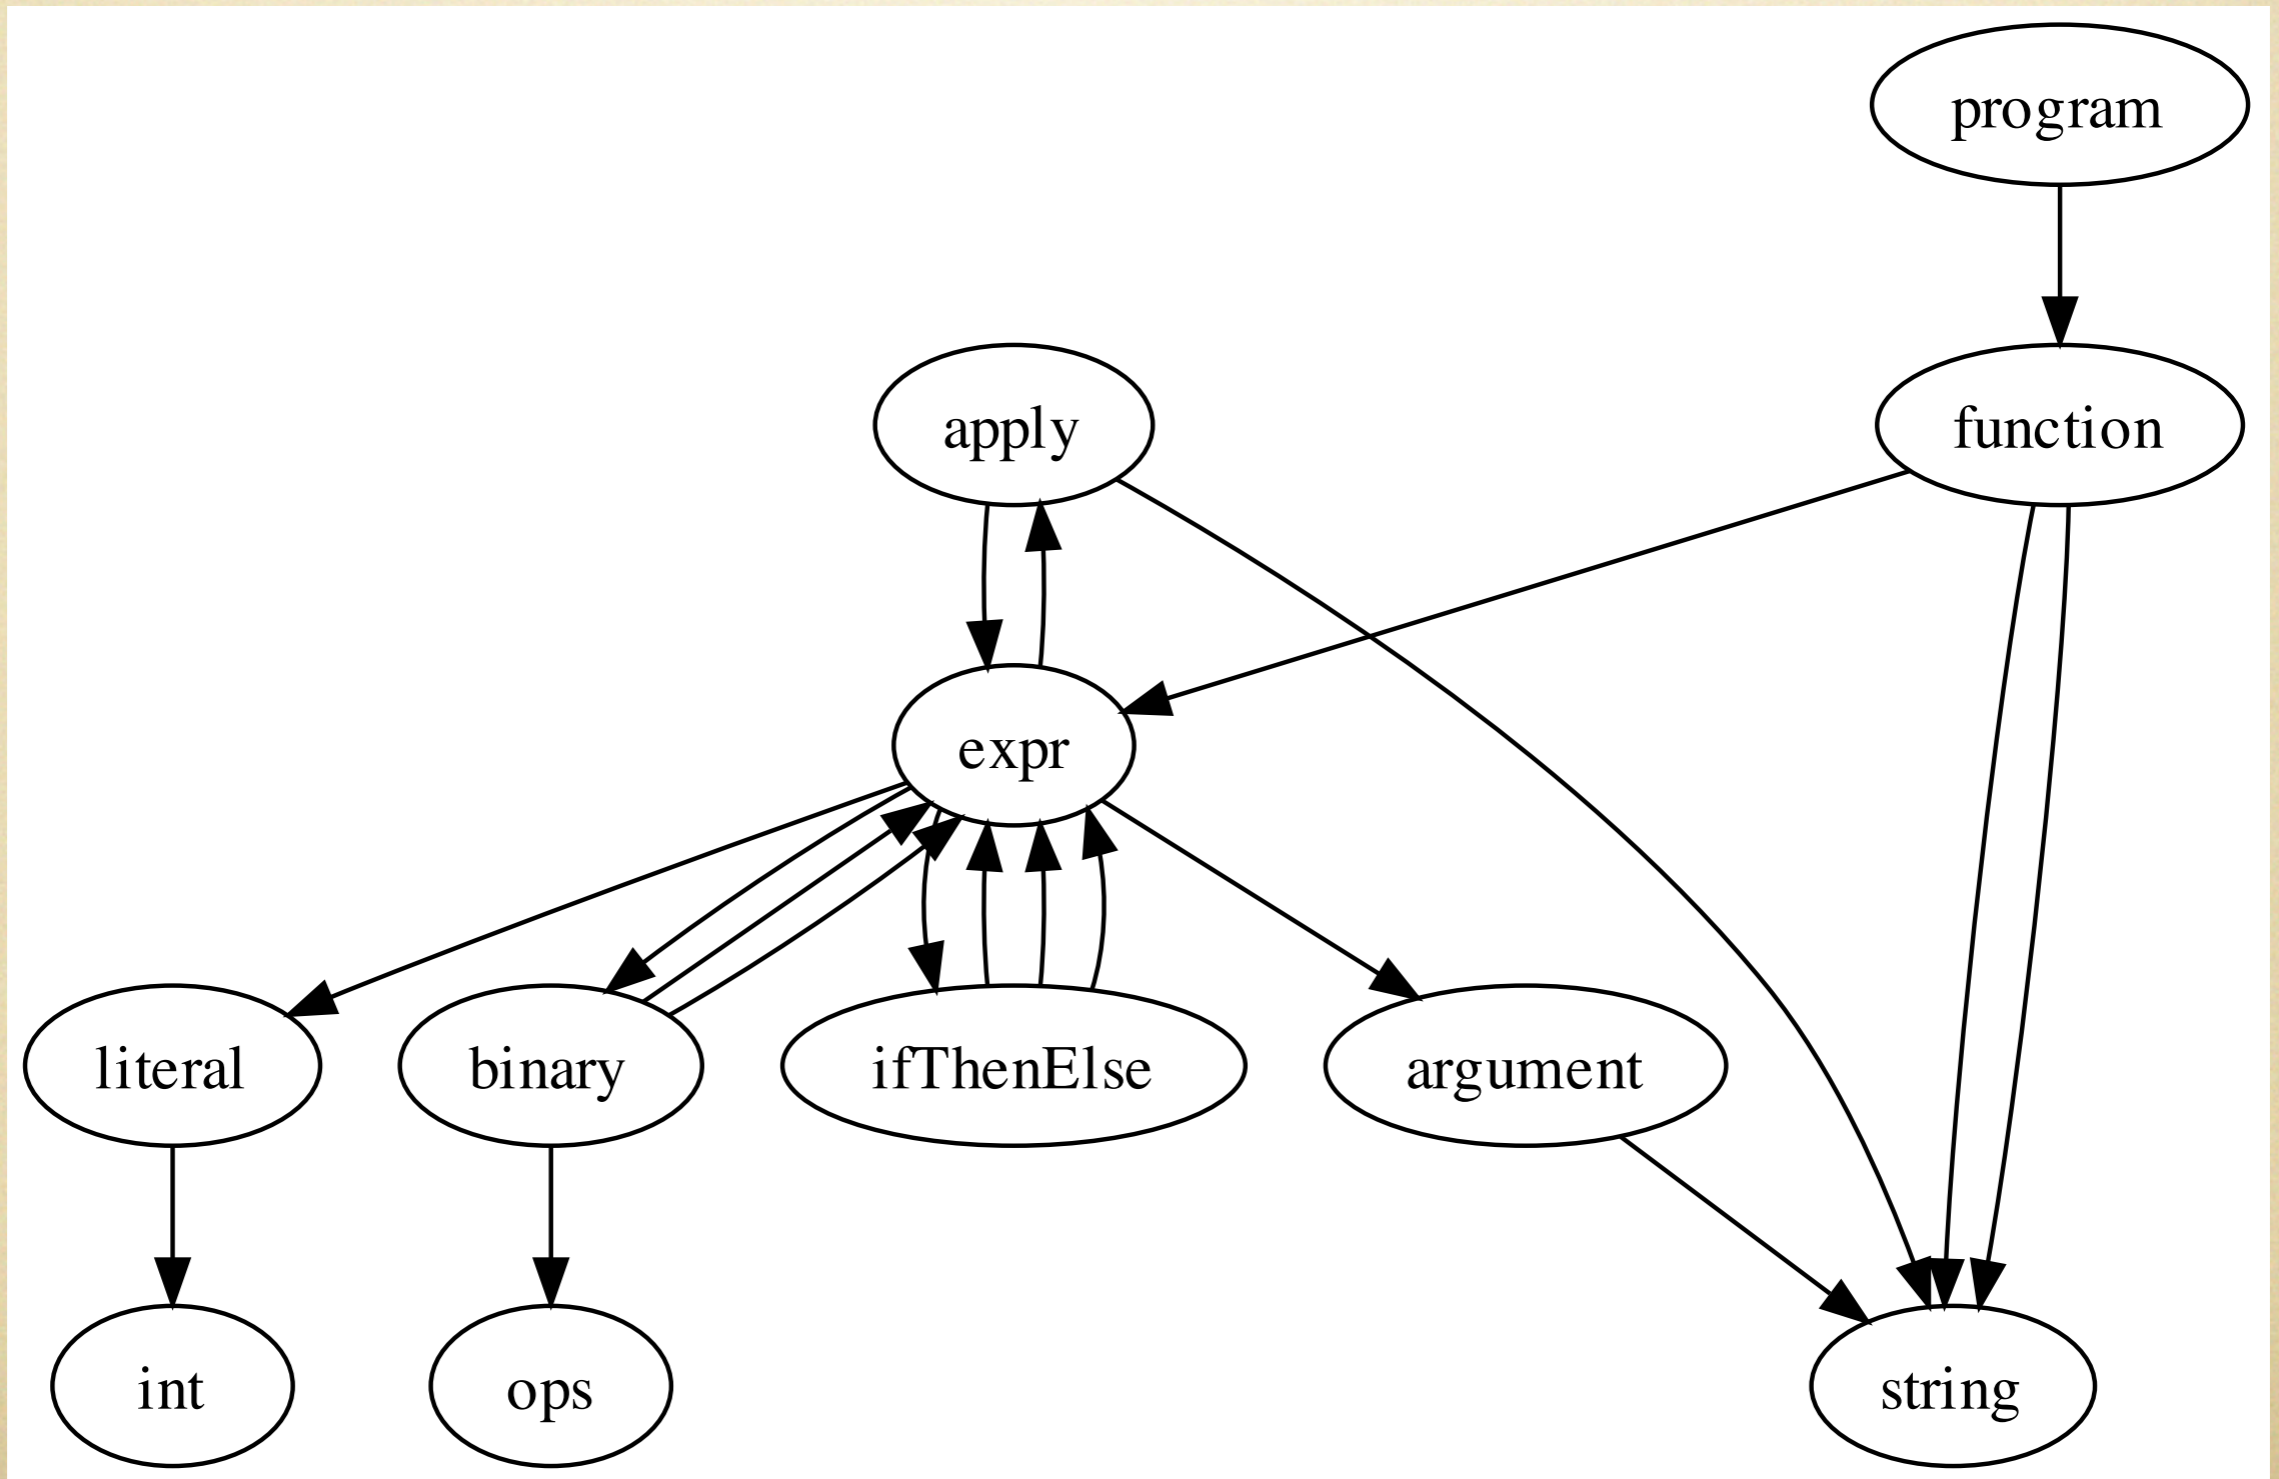 program
apply
function
expr
literal
binary
ifThenElse
argument
int
ops
string